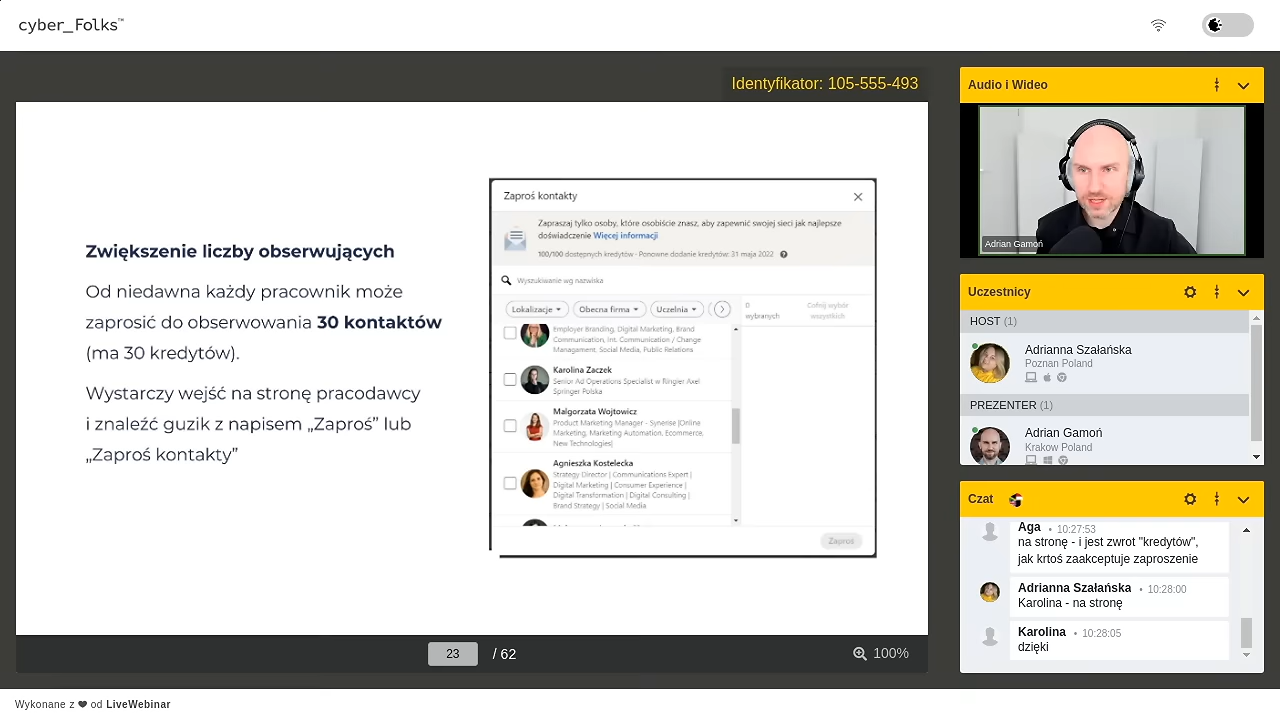 cyber_Folks™
Identyfikator: 105-555-493
Zwiększenie liczby obserwujących
Od niedawna każdy pracownik może
zaprosić do obserwowania 30 kontaktów
(ma 30 kredytów).
Wystarczy wejść na stronę pracodawcy
i znaleźć guzik z napisem „Zaproś” lub
„Zaproś kontakty”
Zaproś kontakty
Zapraszaj tylko osoby, które osobiście znasz, aby zapewnić swojej sieci jak najlepsze
doświadczenie Więcej informacji
100/100 dostępnych kredytów · Ponowne dodanie kredytów: 31 maja 2022
Wyszukiwanie wg nazwiska
Lokalizacje
Obecna firma
Uczelnia
0
wybranych
Cofnij wybór
wszystkich
Employer Branding, Digital Marketing, Brand
Communication, Int. Communication / Change
Managament, Social Media, Public Relations
Karolina Zaczek
Senior Ad Operations Specialist w Ringier Axel
Springer Polska
Malgorzata Wojtowicz
Product Marketing Manager - Synerise |Online
Marketing, Marketing Automation, Ecommerce,
New Technologies|
Agnieszka Kostelecka
Strategy Director | Communications Expert |
Digital Marketing | Consumer Experience |
Digital Transformation | Digital Consulting |
Brand Strategy | Social Media
Zaproś
23 / 62
100%
Audio i Wideo
Adrian Gamoń
Uczestnicy
HOST (1)
Adrianna Szałańska
Poznan Poland
PREZENTER (1)
Adrian Gamoń
Krakow Poland
Czat
Aga • 10:27:53
na stronę - i jest zwrot "kredytów",
jak krtoś zaakceptuje zaproszenie
Adrianna Szałańska • 10:28:00
Karolina - na stronę
Karolina • 10:28:05
dzięki
Wykonane z ❤ od LiveWebinar